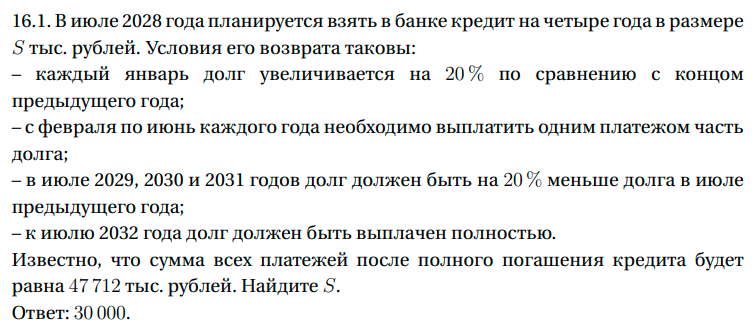 16.1. В июле 2028 года планируется взять в банке кредит на четыре года в размере
S тыс. рублей. Условия его возврата таковы:
– каждый январь долг увеличивается на 20 % по сравнению с концом
предыдущего года;
– с февраля по июнь каждого года необходимо выплатить одним платежом часть
долга;
– в июле 2029, 2030 и 2031 годов долг должен быть на 20 % меньше долга в июле
предыдущего года;
– к июлю 2032 года долг должен быть выплачен полностью.
Известно, что сумма всех платежей после полного погашения кредита будет
равна 47 712 тыс. рублей. Найдите S.
Ответ: 30 000.